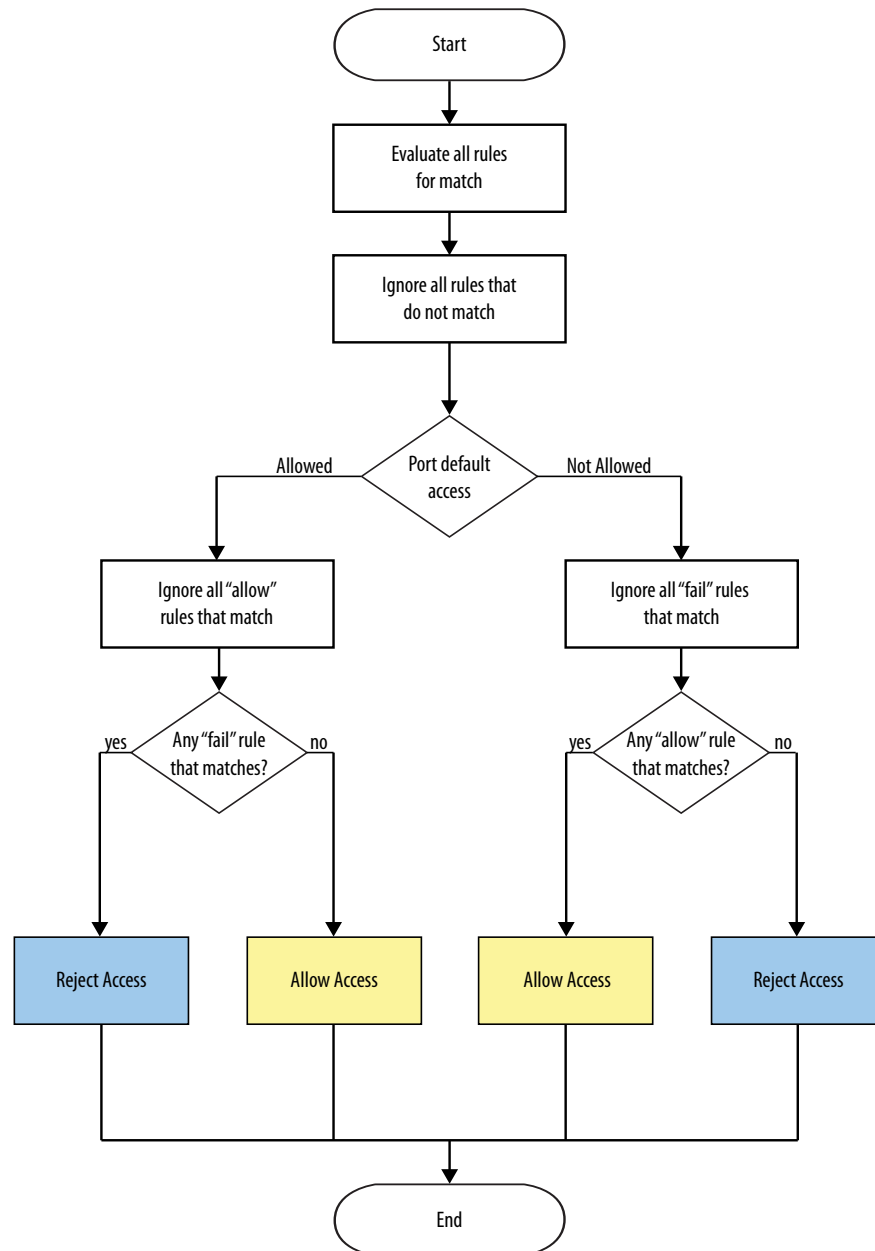 Start
Evaluate all rules
for match
Ignore all rules that
do not match
Allowed
Port default
access
Not Allowed
Ignore all “allow”
rules that match
Ignore all “fail” rules
that match
yes
Any “fail” rule
that matches?
no
yes
Any “allow” rule
that matches?
no
Reject Access
Allow Access
Allow Access
Reject Access
End